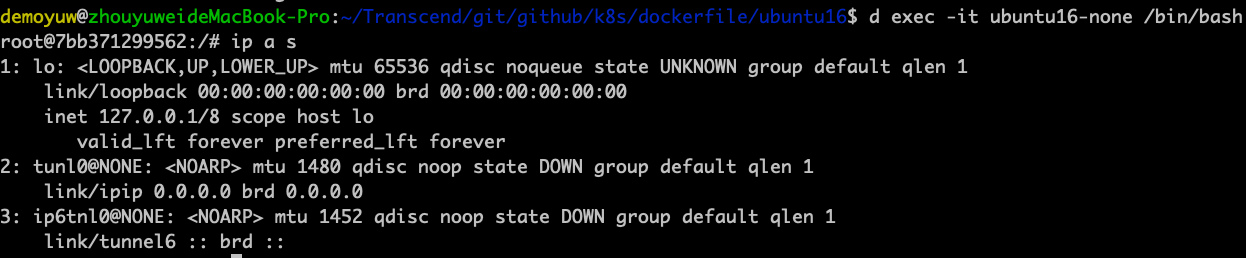 demoyuw@zhouyuweideMacBook-Pro:~/Transcend/git/github/k8s/dockerfile/ubuntu16$ d exec -it ubuntu16-none /bin/bash
root@7bb371299562:/# ip a s
1: lo: <LOOPBACK,UP,LOWER_UP> mtu 65536 qdisc noqueue state UNKNOWN group default qlen 1
    link/loopback 00:00:00:00:00:00 brd 00:00:00:00:00:00
    inet 127.0.0.1/8 scope host lo
       valid_lft forever preferred_lft forever
2: tunl0@NONE: <NOARP> mtu 1480 qdisc noop state DOWN group default qlen 1
    link/ipip 0.0.0.0 brd 0.0.0.0
3: ip6tnl0@NONE: <NOARP> mtu 1452 qdisc noop state DOWN group default qlen 1
    link/tunnel6 :: brd ::